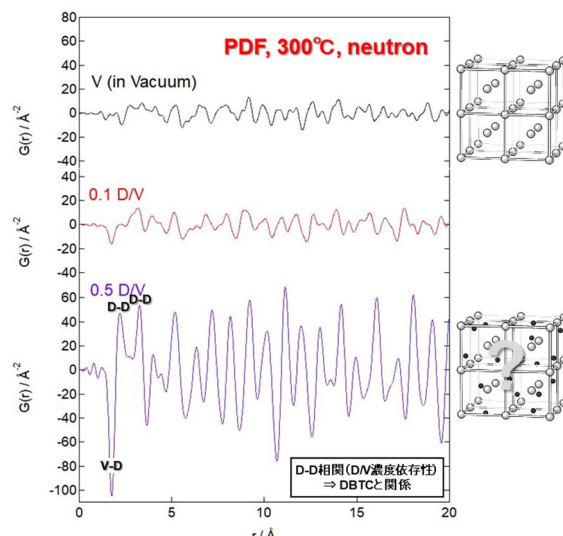 PDF, 300℃, neutron
80
60
40
20
0
-20
-40
G(r) / Å⁻²
V (in Vacuum)
40
20
0
-20
-40
G(r) / Å⁻²
0.1 D/V
60
40
20
0
-20
-40
-60
-80
-100
G(r) / Å⁻²
0.5 D/V
D-D
D-D
V-D
?
D-D相関(D/V濃度依存性)
⇒ DBTCと関係
0
5
10
15
20
r / Å